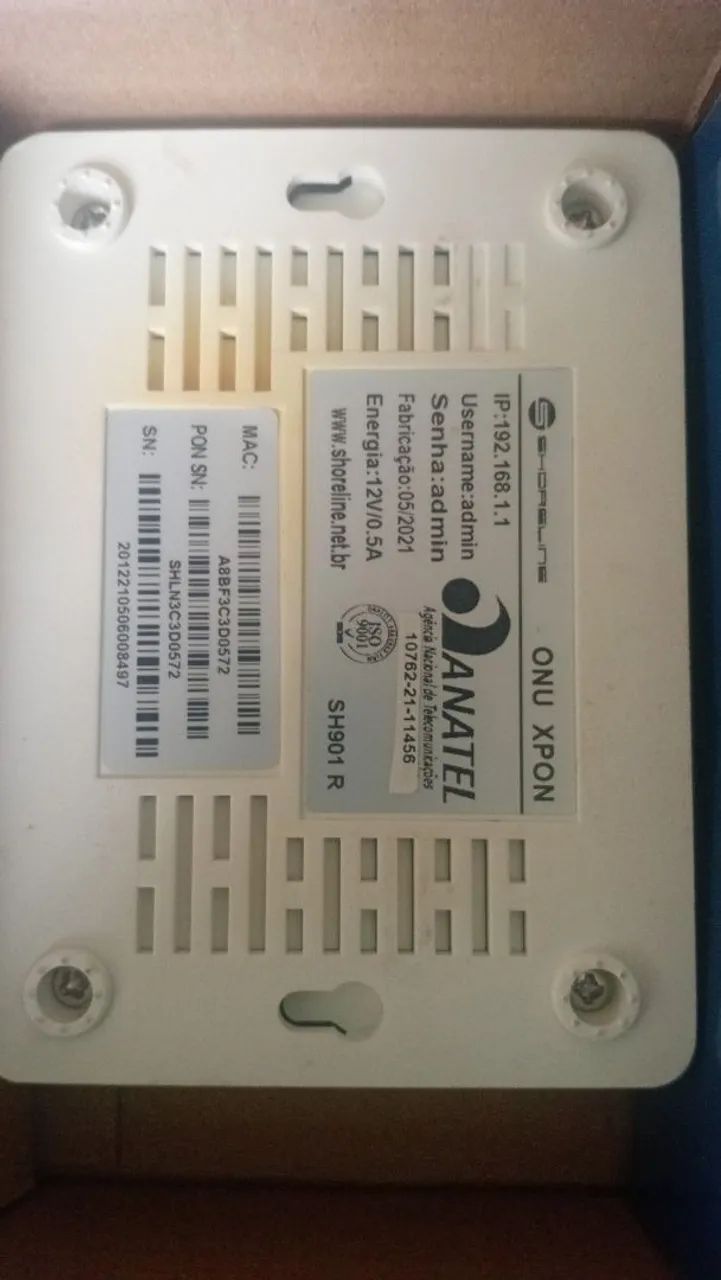 SHORELINE
ONU XPON
IP:192.168.1.1
Username:admin
Senha:admin
Fabricação:05/2021
Energia:12V/0.5A
www.shoreline.net.br
ANATEL
Agência Nacional de Telecomunicações
10762-21-11456
ISO
9001
SH901 R
MAC:
A8BF3C3D0572
PON SN:
SHLN3C3D0572
SN:
2012210506008497